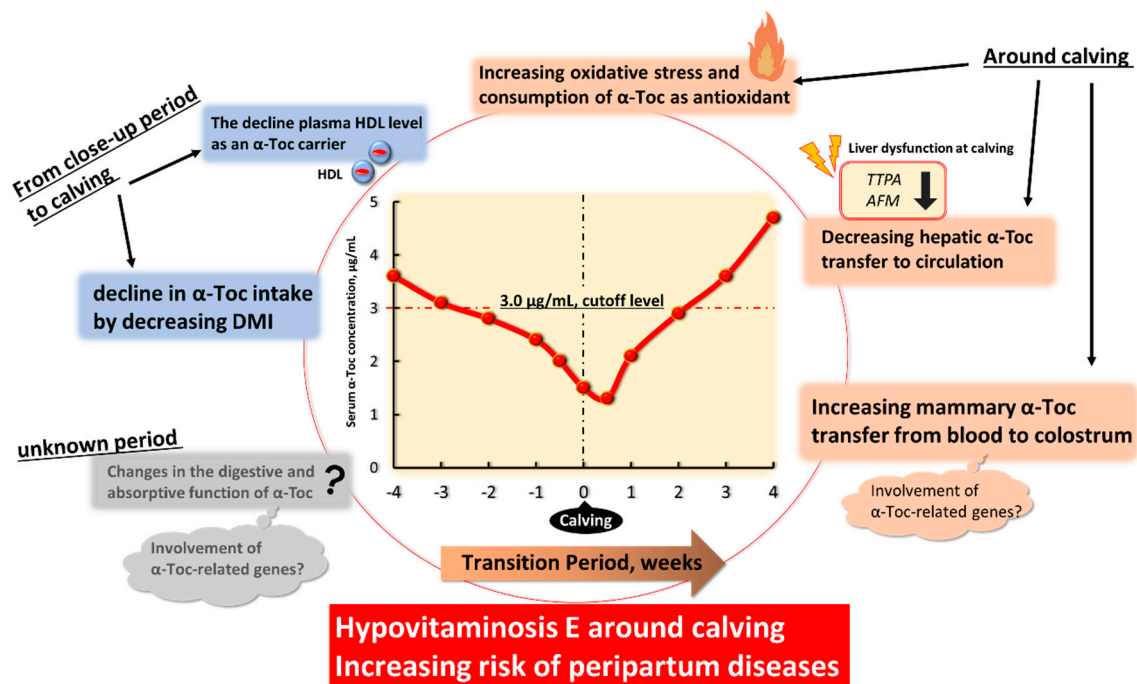 Increasing oxidative stress and
consumption of α-Toc as antioxidant
Around calving
From close-up period
to calving
The decline plasma HDL level
as an α-Toc carrier
HDL
Liver dysfunction at calving
TTPA
AFM
Decreasing hepatic α-Toc
transfer to circulation
decline in α-Toc intake
by decreasing DMI
Serum α-Toc concentration, µg/mL
5
4
3
2
1
0
3.0 µg/mL, cutoff level
-4 -3 -2 -1 0 1 2 3 4
Calving
Increasing mammary α-Toc
transfer from blood to colostrum
Involvement of
α-Toc-related genes?
unknown period
Changes in the digestive and
absorptive function of α-Toc
?
Involvement of
α-Toc-related genes?
Transition Period, weeks
Hypovitaminosis E around calving
Increasing risk of peripartum diseases